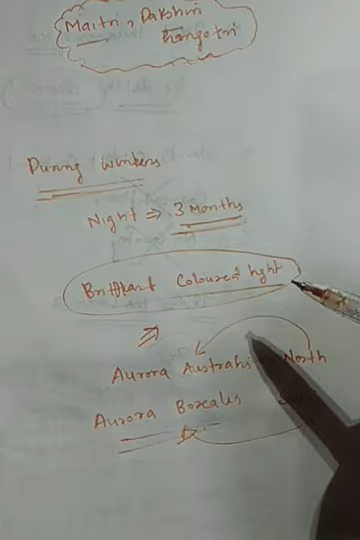 Maitri, Dakshin
Gangotri
During winters
Night ⇒ 3 Months
Brilliant Coloured light
Aurora Australis North
Aurora Borealis